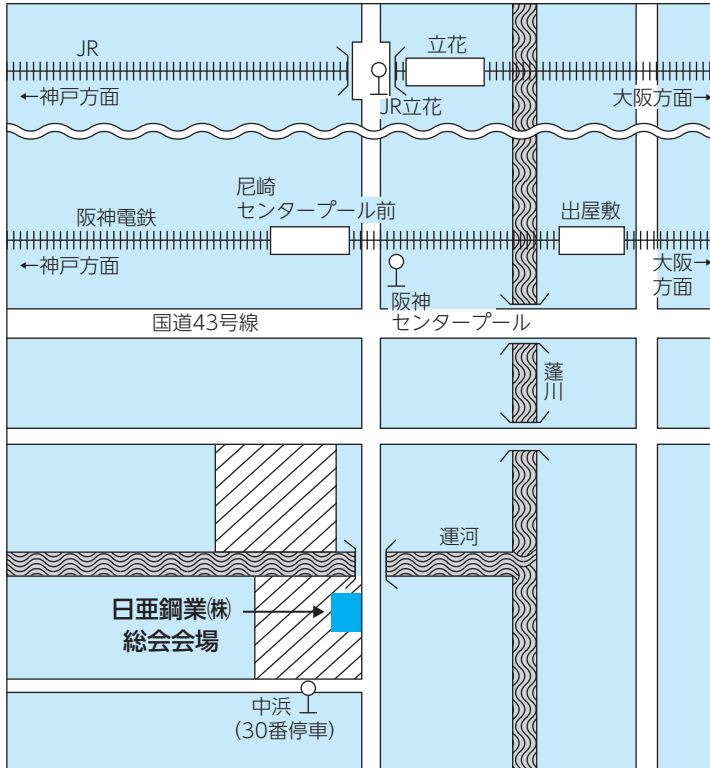 JR
立花
←神戸方面
JR立花
大阪方面→
尼崎
センタープール前
阪神電鉄
出屋敷
←神戸方面
大阪→
方面
阪神
センタープール
国道43号線
蓬川
運河
日亜鋼業㈱
総会会場
中浜
(30番停車)